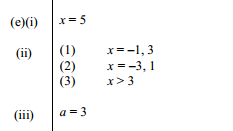 (e)(i) x = 5
(ii) (1) x = –1, 3
(2) x = –3, 1
(3) x > 3
(iii) a = 3